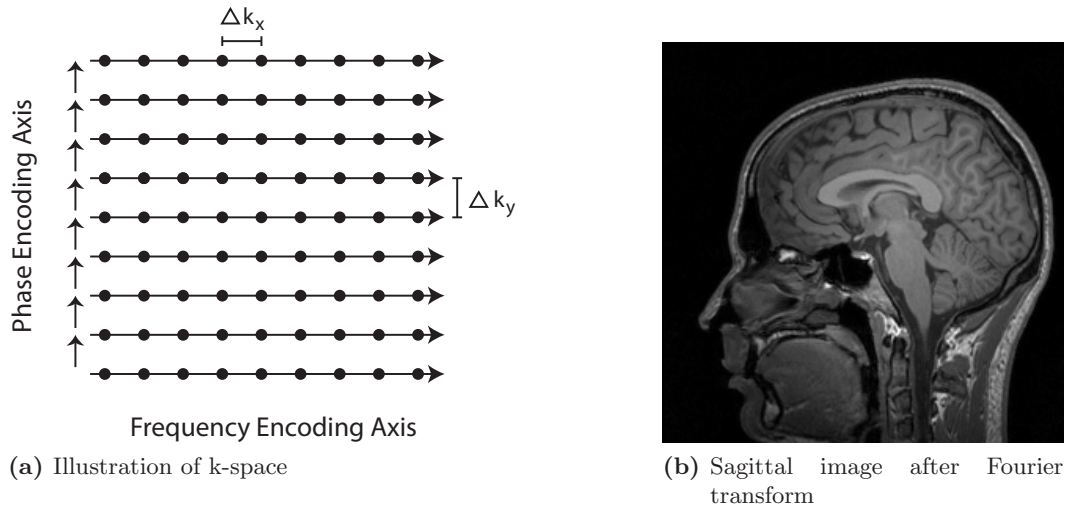 Δkx
Phase Encoding Axis
Δky
Frequency Encoding Axis
(a) Illustration of k-space
(b) Sagittal image after Fourier
transform